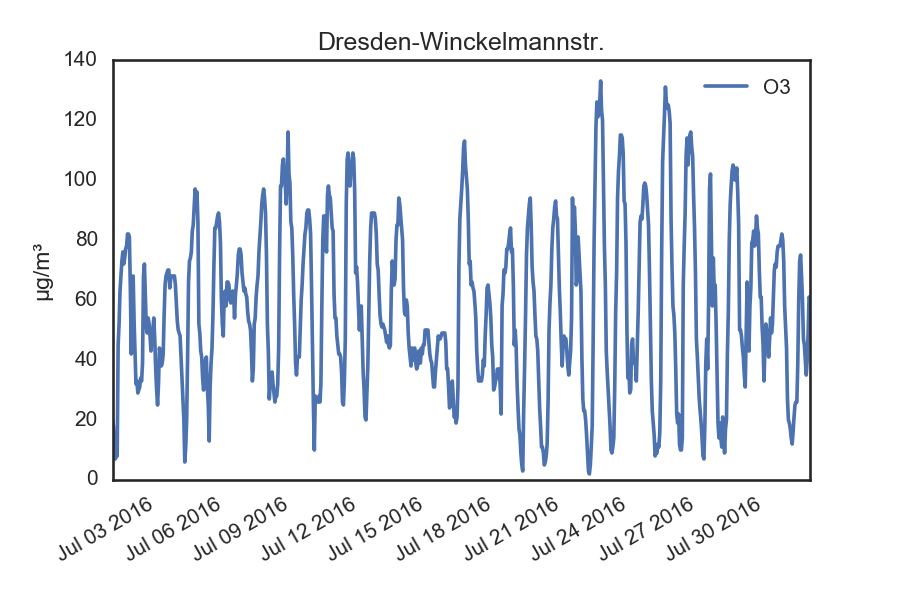 Dresden-Winckelmannstr.
140
120
100
80
60
40
20
0
µg/m³
O3
Jul 03 2016
Jul 06 2016
Jul 09 2016
Jul 12 2016
Jul 15 2016
Jul 18 2016
Jul 21 2016
Jul 24 2016
Jul 27 2016
Jul 30 2016